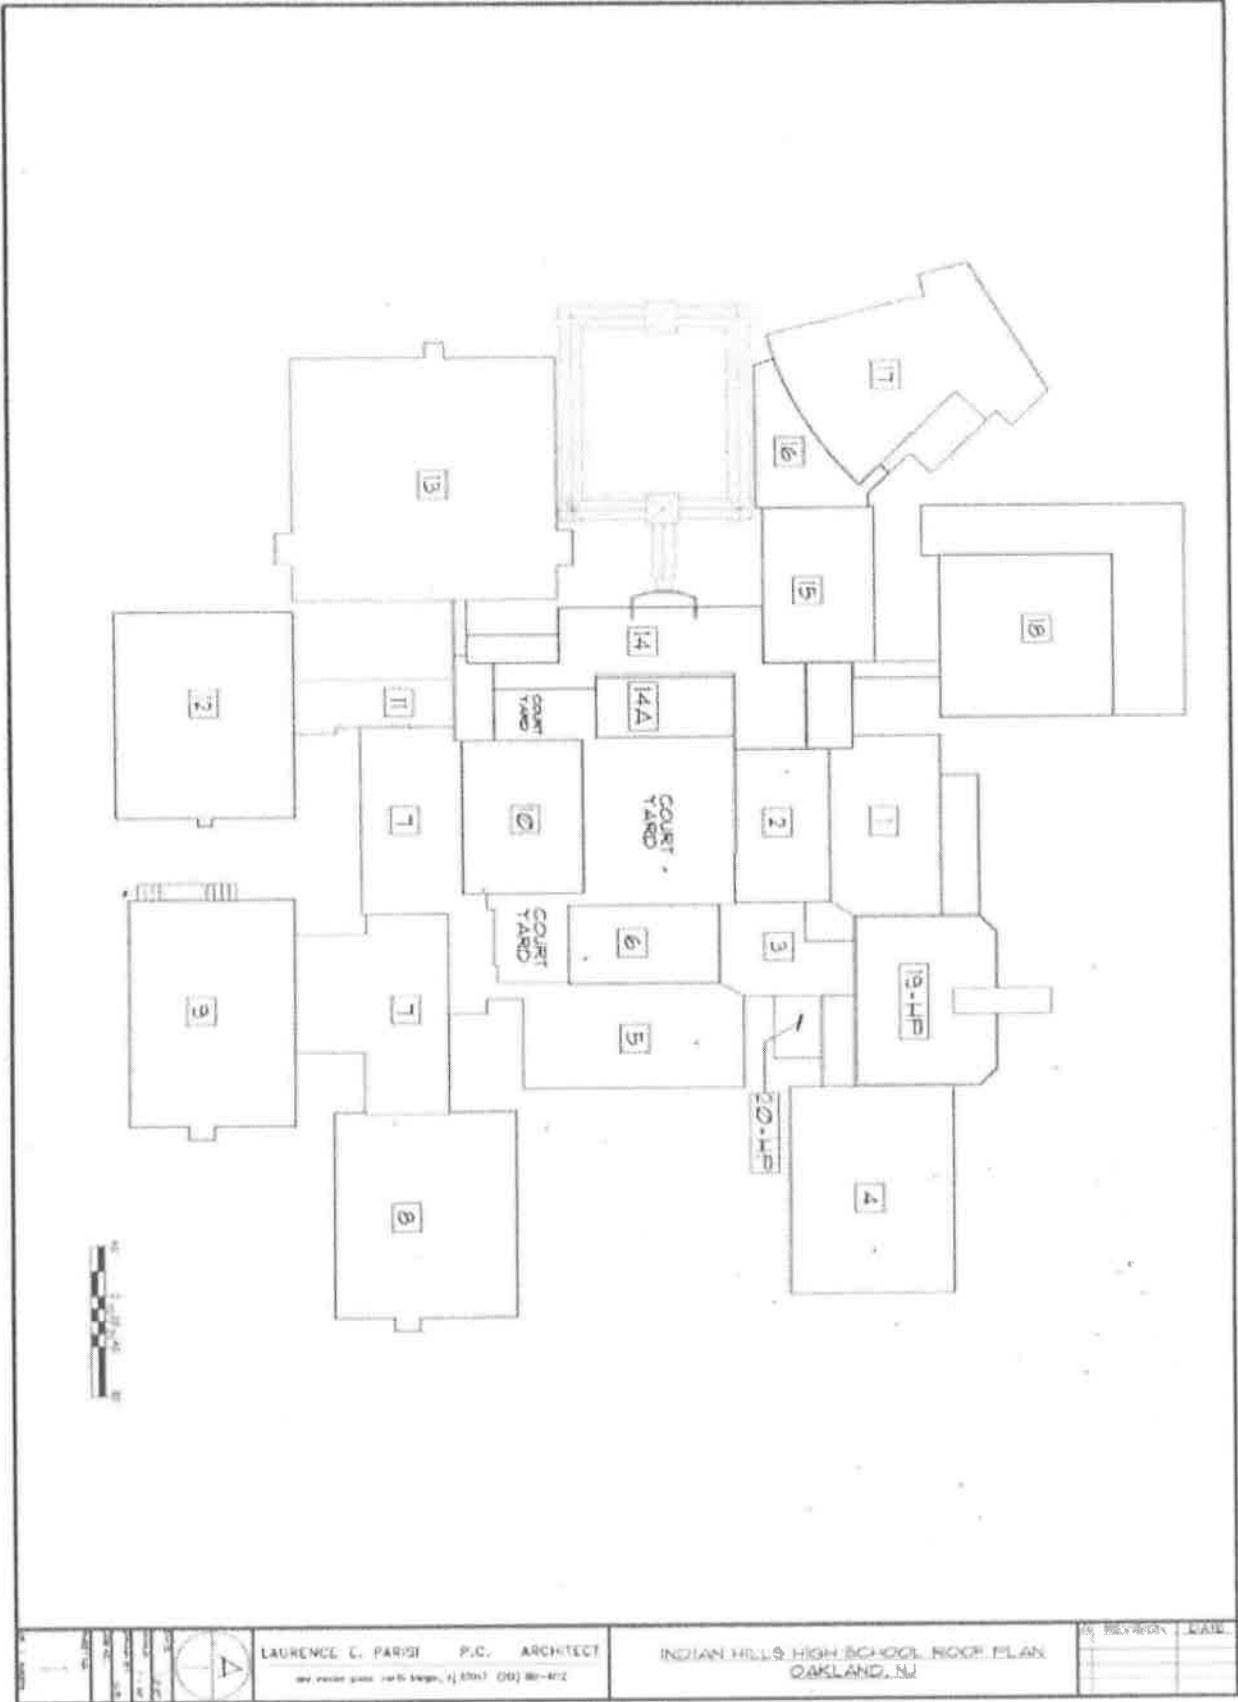 17
16
13
15
18
14
12
11
COURT
YARD
14A
7
10
COURT
YARD
2
1
COURT
YARD
6
3
9
7
5
19-HP
20-HP
8
4
LAURENCE C. PARISI P.C. ARCHITECT
INDIAN HILLS HIGH SCHOOL ROOF PLAN
OAKLAND, NJ
REVISION DATE